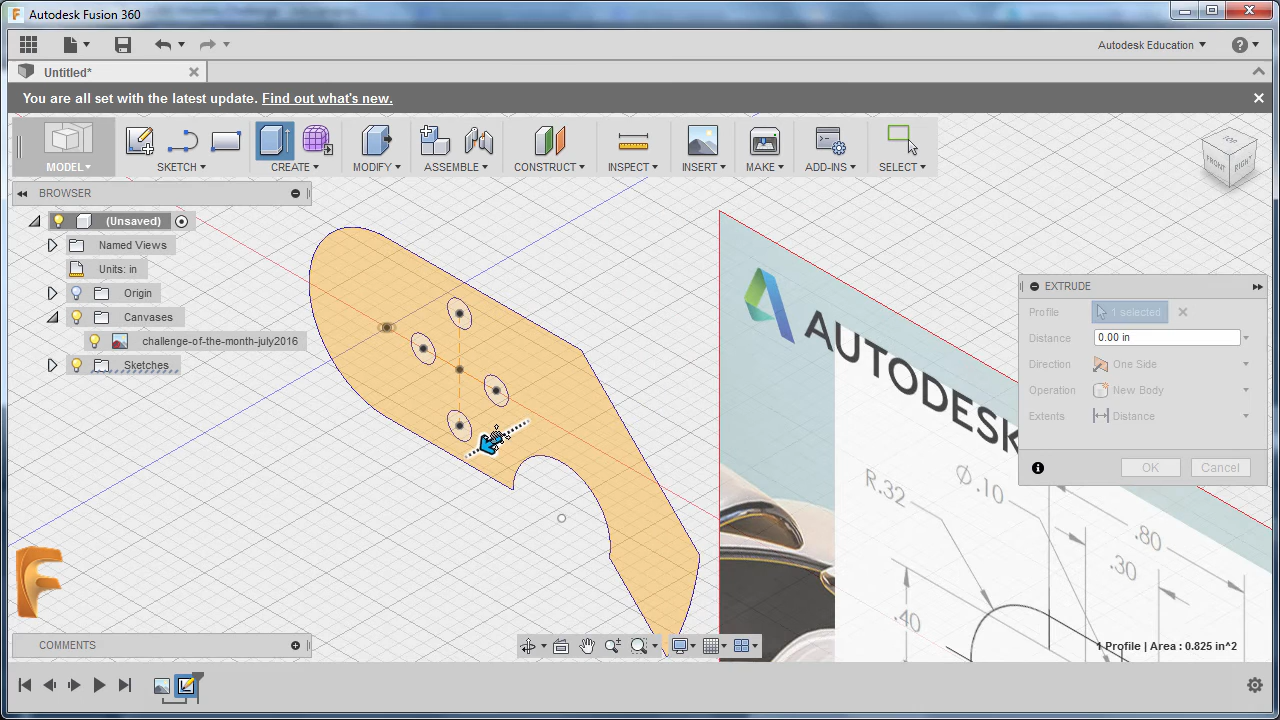 Autodesk Fusion 360
Autodesk Education
Untitled*
You are all set with the latest update. Find out what's new.
MODEL
SKETCH
CREATE
MODIFY
ASSEMBLE
CONSTRUCT
INSPECT
INSERT
MAKE
ADD-INS
SELECT
TOP
FRONT
RIGHT
BROWSER
(Unsaved)
Named Views
Units: in
Origin
Canvases
challenge-of-the-month-july2016
Sketches
EXTRUDE
Profile 1 selected
Distance 0.00 in
Direction One Side
Operation New Body
Extents Distance
OK Cancel
AUTODESK
R.32
Ø.10
.80
.30
.40
1 Profile | Area : 0.825 in^2
COMMENTS